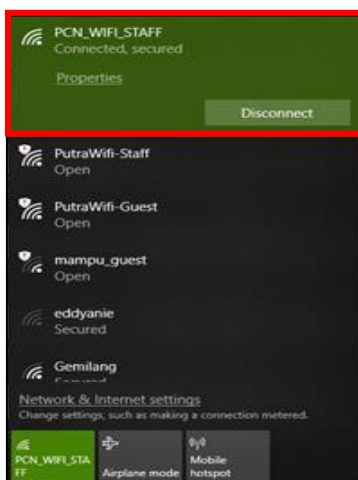 PCN_WIFI_STAFF
Connected, secured
Properties
Disconnect
PutraWifi-Staff
Open
PutraWifi-Guest
Open
mampu_guest
Open
eddyanie
Secured
Gemilang
Secured
Network & Internet settings
Change settings, such as making a connection metered.
PCN_WIFI_STA
FF
Airplane mode
Mobile
hotspot